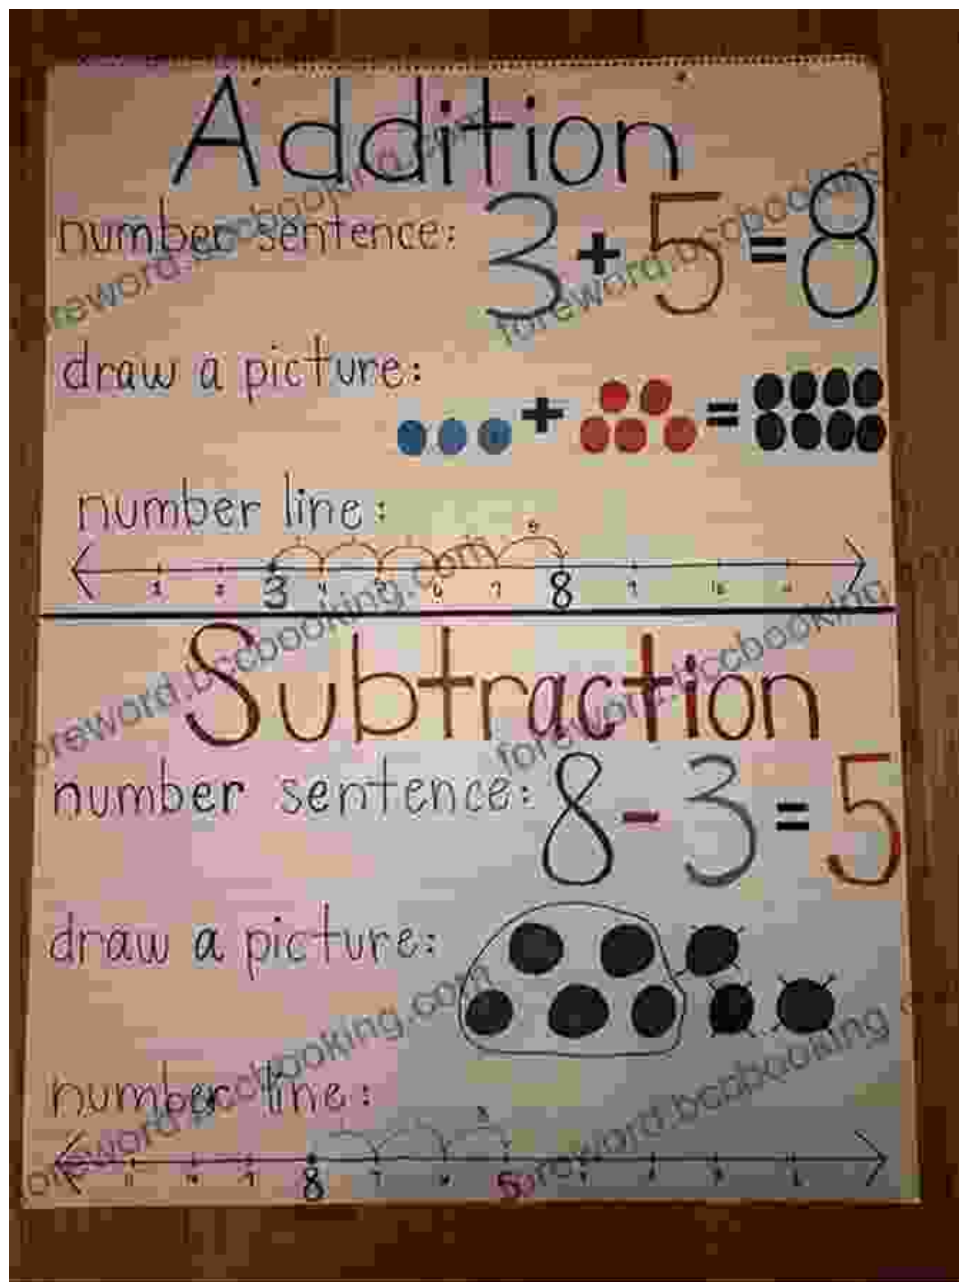 Addition
number sentence: 3 + 5 = 8
draw a picture: + =
number line:
3 8
Subtraction
number sentence: 8 - 3 = 5
draw a picture:
number line:
8 5
foreword.bccbooking.com